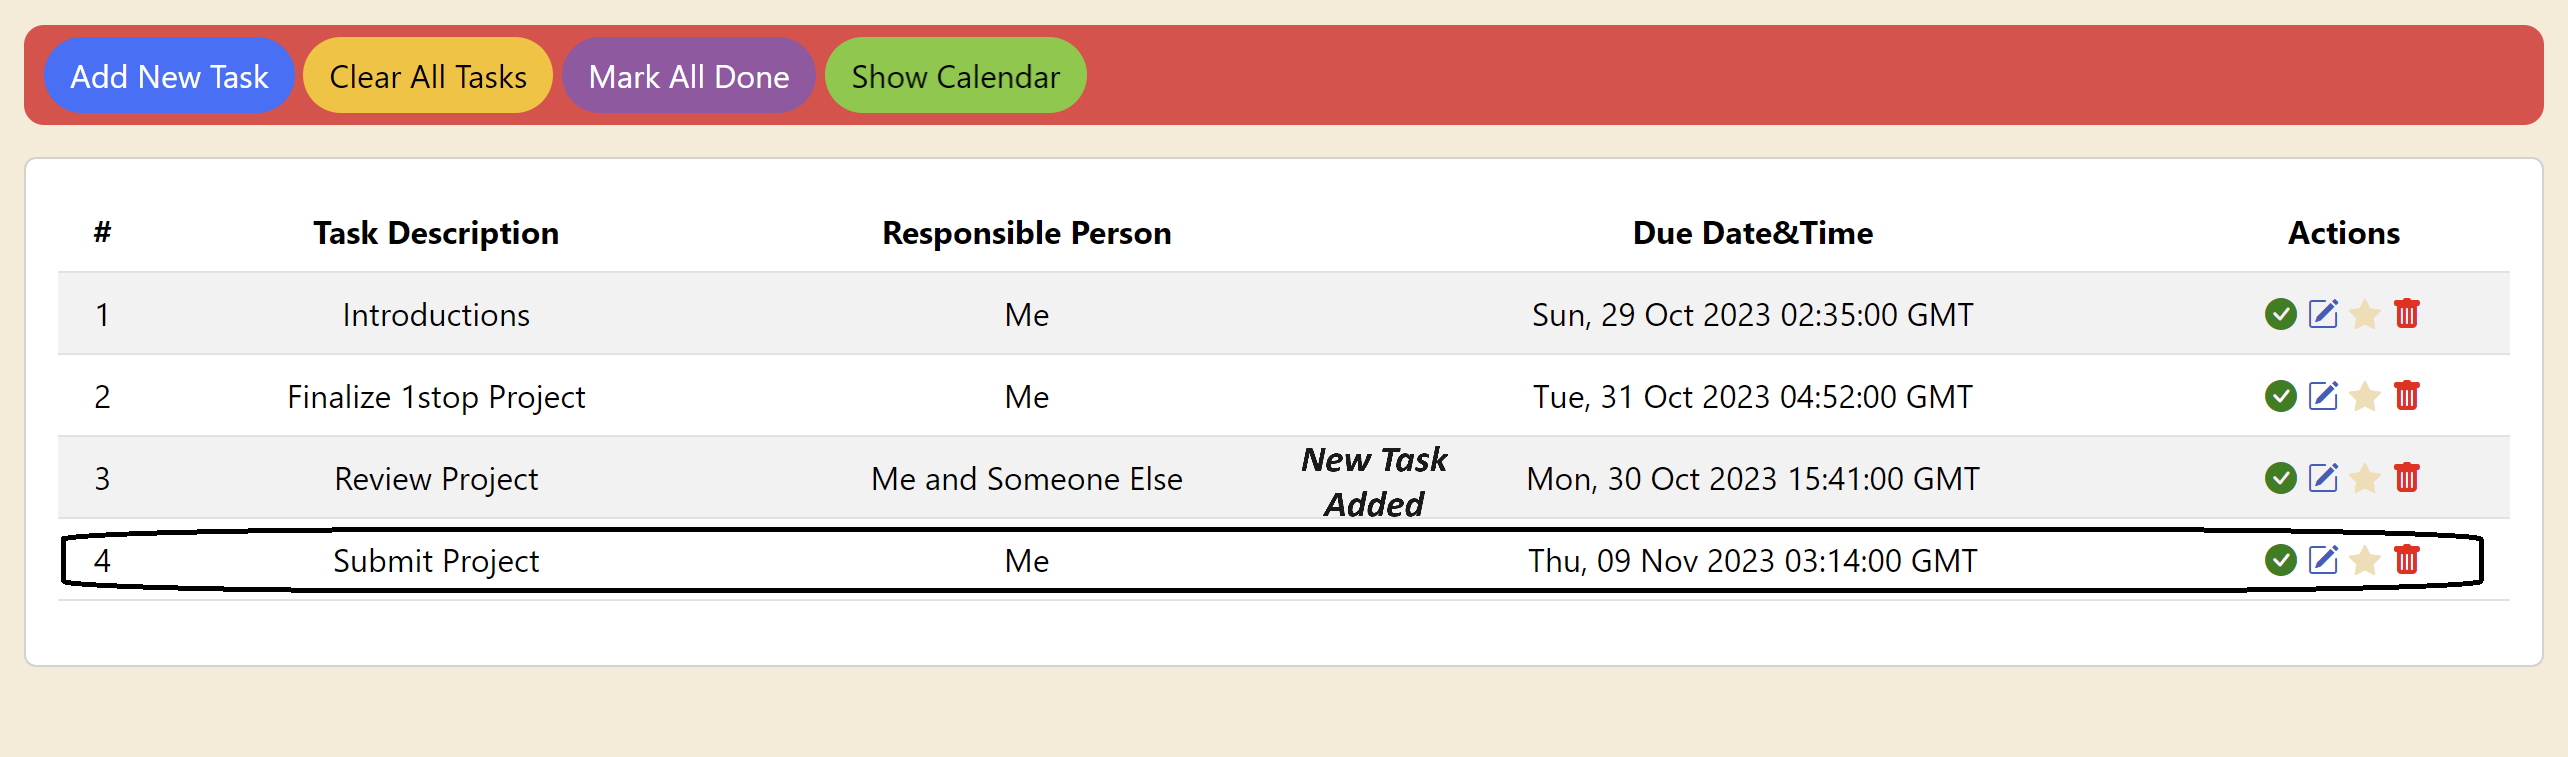 Add New Task Clear All Tasks Mark All Done Show Calendar
# Task Description Responsible Person Due Date&Time Actions
1 Introductions Me Sun, 29 Oct 2023 02:35:00 GMT
2 Finalize 1stop Project Me Tue, 31 Oct 2023 04:52:00 GMT
3 Review Project Me and Someone Else Mon, 30 Oct 2023 15:41:00 GMT
New Task
Added
4 Submit Project Me Thu, 09 Nov 2023 03:14:00 GMT